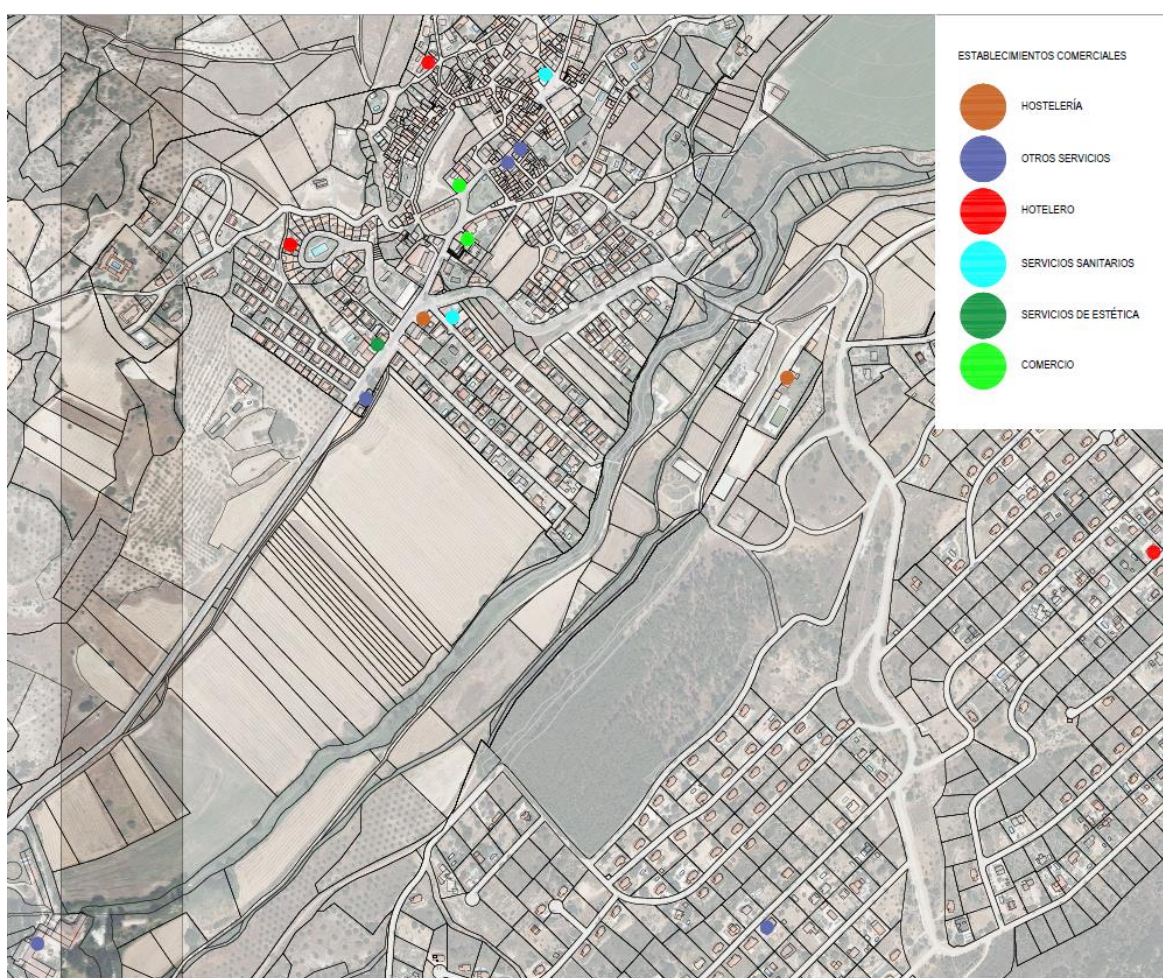 ESTABLECIMIENTOS COMERCIALES
HOSTELERÍA
OTROS SERVICIOS
HOTELERO
SERVICIOS SANITARIOS
SERVICIOS DE ESTÉTICA
COMERCIO